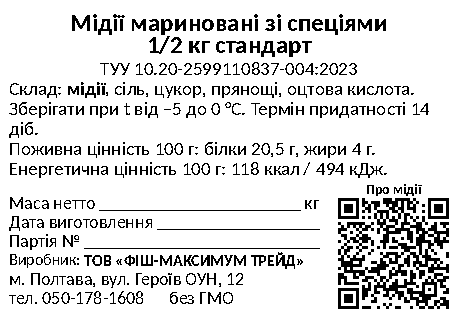 Мідії мариновані зі спеціями
1/2 кг стандарт
ТУУ 10.20-2599110837-004:2023
Склад: мідії, сіль, цукор, прянощі, оцтова кислота.
Зберігати при t від –5 до 0 °С. Термін придатності 14
діб.
Поживна цінність 100 г: білки 20,5 г, жири 4 г.
Енергетична цінність 100 г: 118 ккал / 494 кДж.
Про мідії
Маса нетто ________________________ кг
Дата виготовлення ___________________
Партія № ____________________________
Виробник: ТОВ «ФІШ-МАКСИМУМ ТРЕЙД»
м. Полтава, вул. Героїв ОУН, 12
тел. 050-178-1608 без ГМО